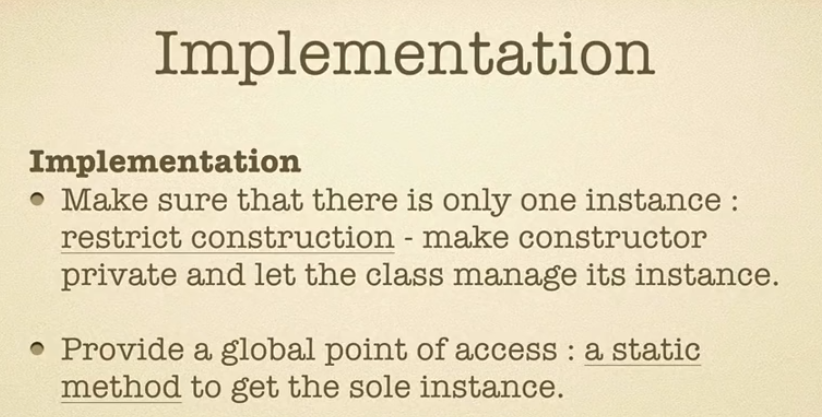 Implementation
Implementation
• Make sure that there is only one instance :
restrict construction - make constructor
private and let the class manage its instance.
• Provide a global point of access : a static
method to get the sole instance.